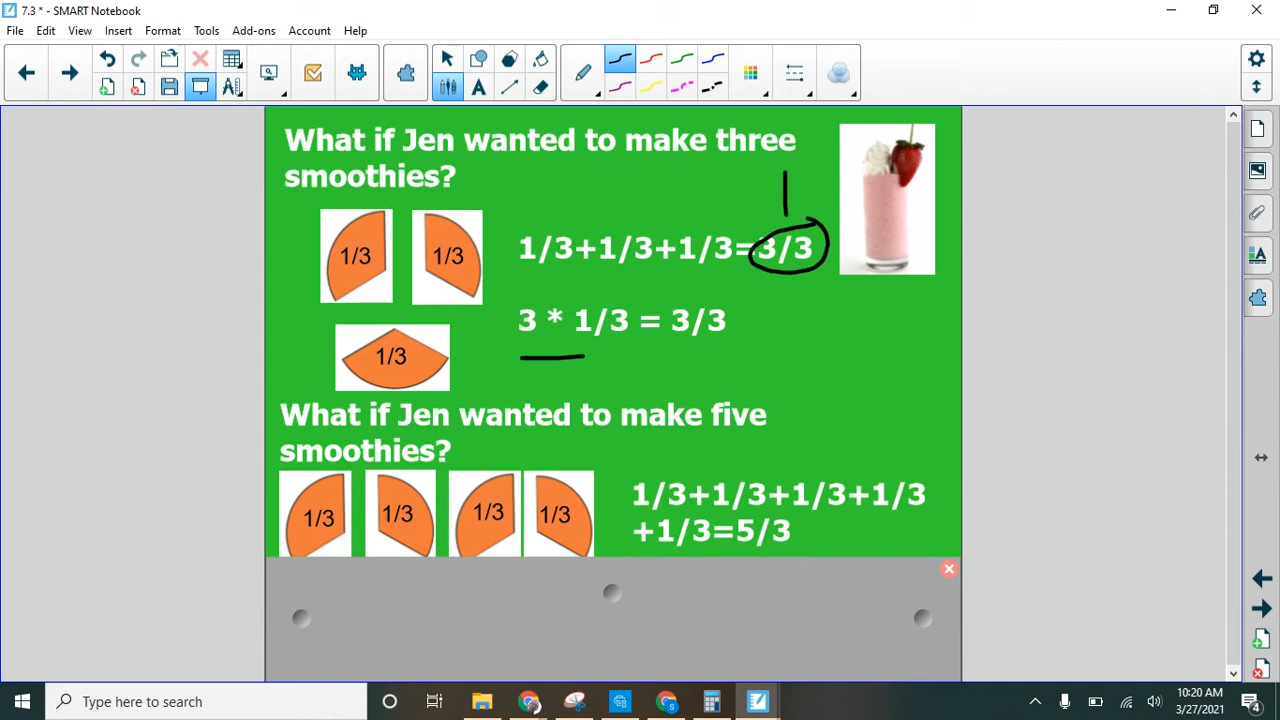 7.3 * - SMART Notebook
File Edit View Insert Format Tools Add-ons Account Help
What if Jen wanted to make three
smoothies?
1
1/3 1/3
1/3+1/3+1/3=3/3
3 * 1/3 = 3/3
1/3
What if Jen wanted to make five
smoothies?
1/3 1/3 1/3 1/3
1/3+1/3+1/3+1/3
+1/3=5/3
Type here to search
10:20 AM
3/27/2021
4